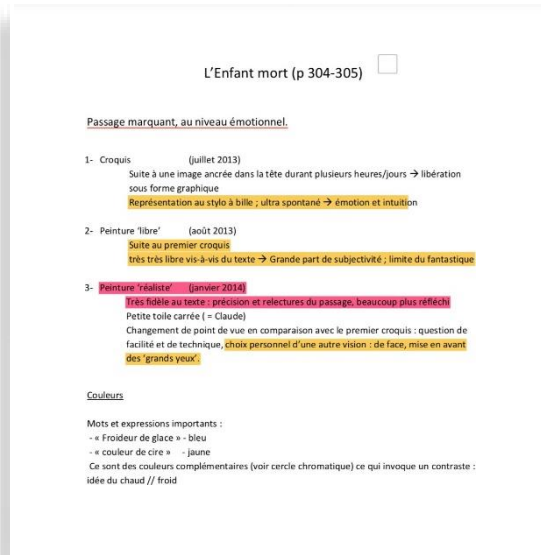 L'Enfant mort (p 304-305)
Passage marquant, au niveau émotionnel.
1- Croquis (juillet 2013)
Suite à une image ancrée dans la tête durant plusieurs heures/jours → libération
sous forme graphique
Représentation au stylo à bille ; ultra spontané → émotion et intuition
2- Peinture 'libre' (août 2013)
Suite au premier croquis
très très libre vis-à-vis du texte → Grande part de subjectivité ; limite du fantastique
3- Peinture 'réaliste' (janvier 2014)
Très fidèle au texte : précision et relectures du passage, beaucoup plus réfléchi
Petite toile carrée ( = Claude)
Changement de point de vue en comparaison avec le premier croquis : question de
facilité et de technique, choix personnel d'une autre vision : de face, mise en avant
des 'grands yeux'.
Couleurs
Mots et expressions importants :
- « Froideur de glace » - bleu
- « couleur de cire » - jaune
Ce sont des couleurs complémentaires (voir cercle chromatique) ce qui invoque un contraste :
idée du chaud // froid